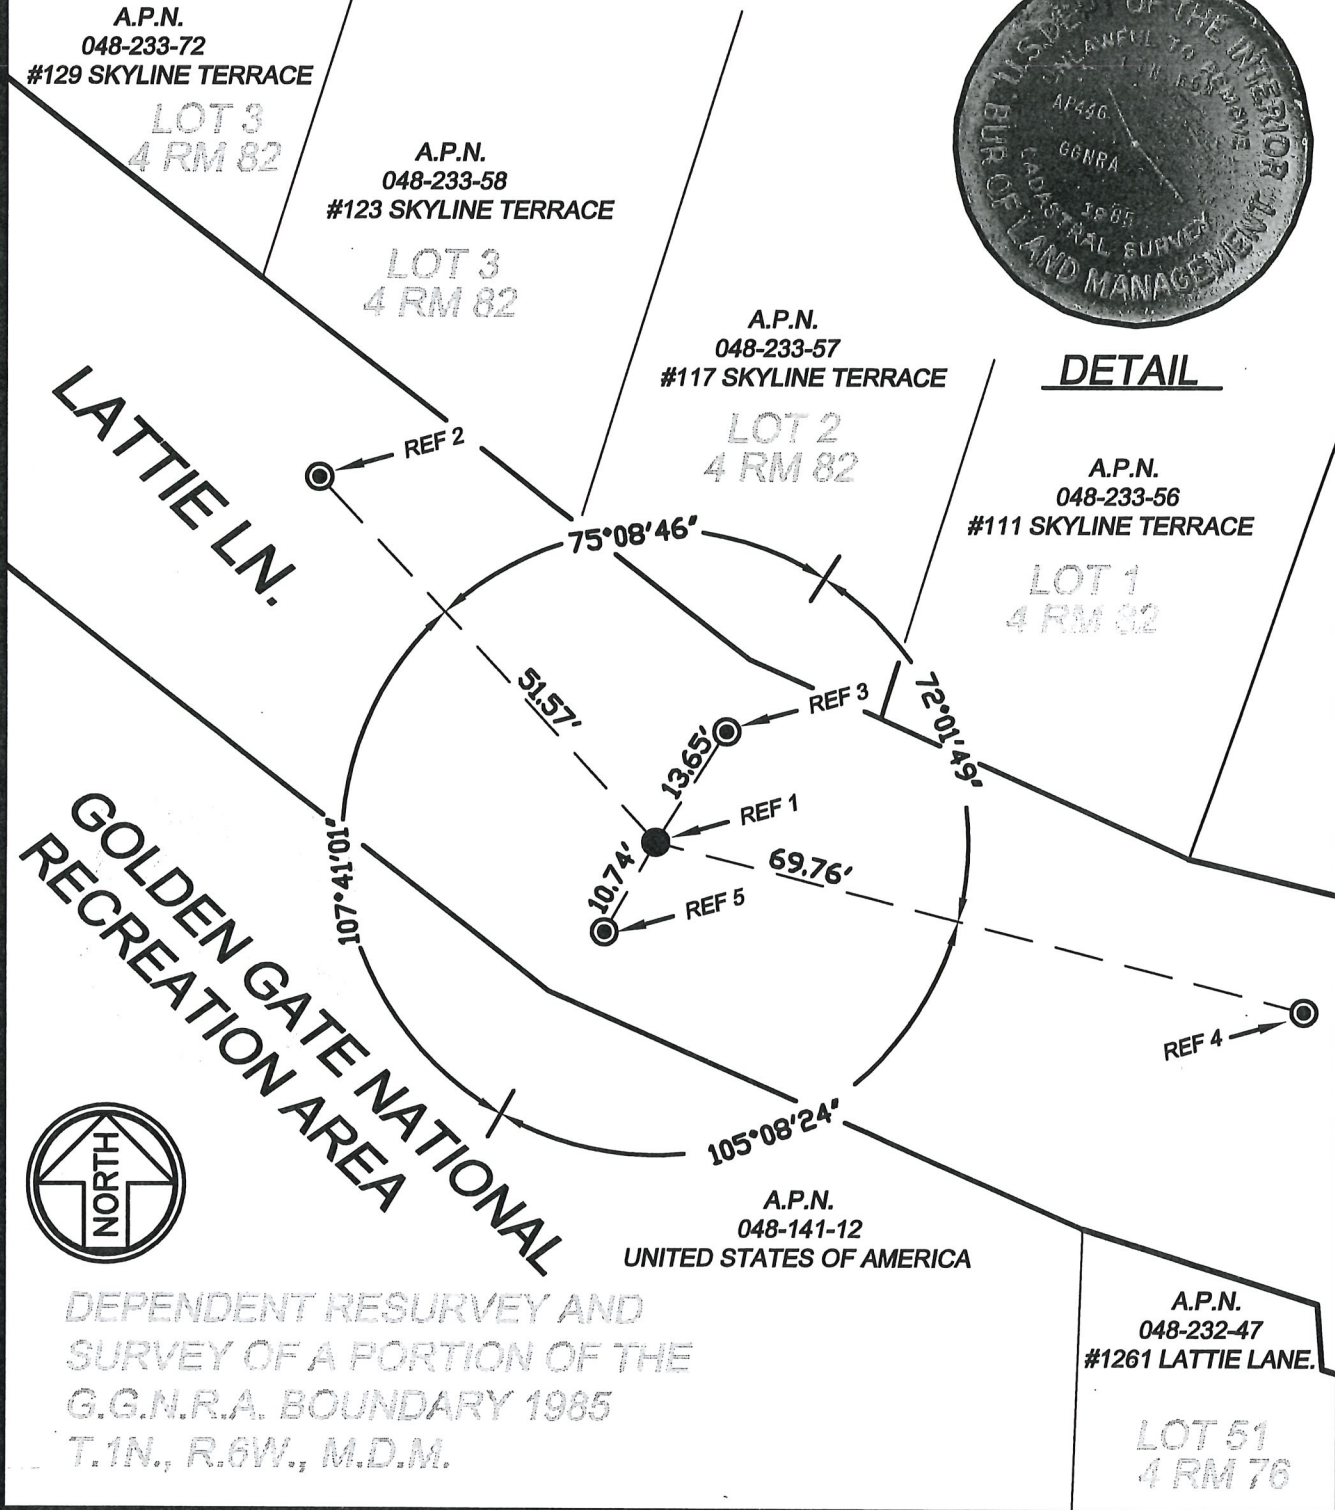 A.P.N.
048-233-72
#129 SKYLINE TERRACE
LOT 3
4 RM 82
A.P.N.
048-233-58
#123 SKYLINE TERRACE
LOT 3
4 RM 82
A.P.N.
048-233-57
#117 SKYLINE TERRACE
LOT 2
4 RM 82
U.S. DEPT OF THE INTERIOR
UNLAWFUL TO REMOVE
AP446
GGNRA
1985
CADASTRAL SURVEY
BUR OF LAND MANAGEMENT
DETAIL
A.P.N.
048-233-56
#111 SKYLINE TERRACE
LOT 1
4 RM 82
LATTIE LN.
REF 2
75°08'46"
51.57'
REF 3
72°01'49"
13.65'
REF 1
69.76'
10.74'
REF 5
107°41'01"
REF 4
105°08'24"
GOLDEN GATE NATIONAL
RECREATION AREA
NORTH
A.P.N.
048-141-12
UNITED STATES OF AMERICA
DEPENDENT RESURVEY AND
SURVEY OF A PORTION OF THE
G.G.N.R.A. BOUNDARY 1985
T.1N., R.6W., M.D.M.
A.P.N.
048-232-47
#1261 LATTIE LANE.
LOT 51
4 RM 76